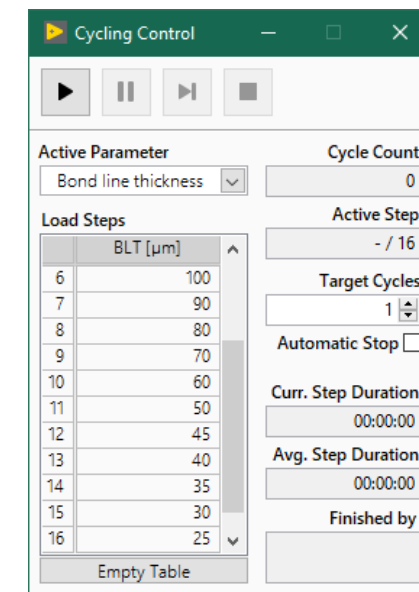 Cycling Control
Active Parameter
Bond line thickness
Load Steps
BLT [µm]
6 100
7 90
8 80
9 70
10 60
11 50
12 45
13 40
14 35
15 30
16 25
Empty Table
Cycle Count
0
Active Step
- / 16
Target Cycles
1
Automatic Stop
Curr. Step Duration
00:00:00
Avg. Step Duration
00:00:00
Finished by